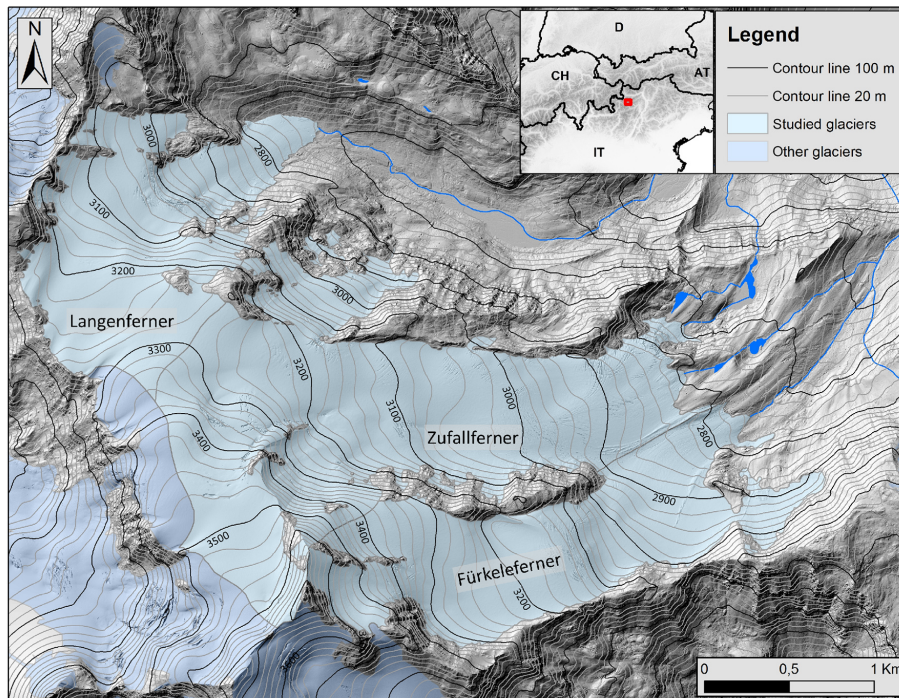 N
D
CH
AT
IT
Legend
Contour line 100 m
Contour line 20 m
Studied glaciers
Other glaciers
3000
2800
3100
3200
3000
Langenferner
3300
3200
3100
3000
3400
Zufallferner
2800
2900
3500
3400
Fürkeleferner
3200
0
0,5
1 Km